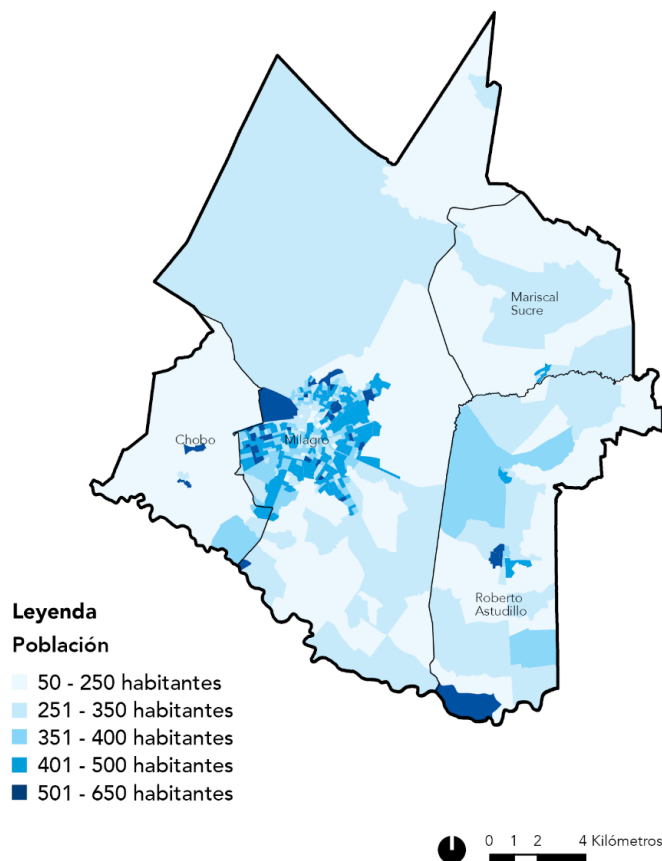 Mariscal
Sucre
Chobo
Milagro
Roberto
Astudillo
Leyenda
Población
50 - 250 habitantes
251 - 350 habitantes
351 - 400 habitantes
401 - 500 habitantes
501 - 650 habitantes
0 1 2 4 Kilómetros